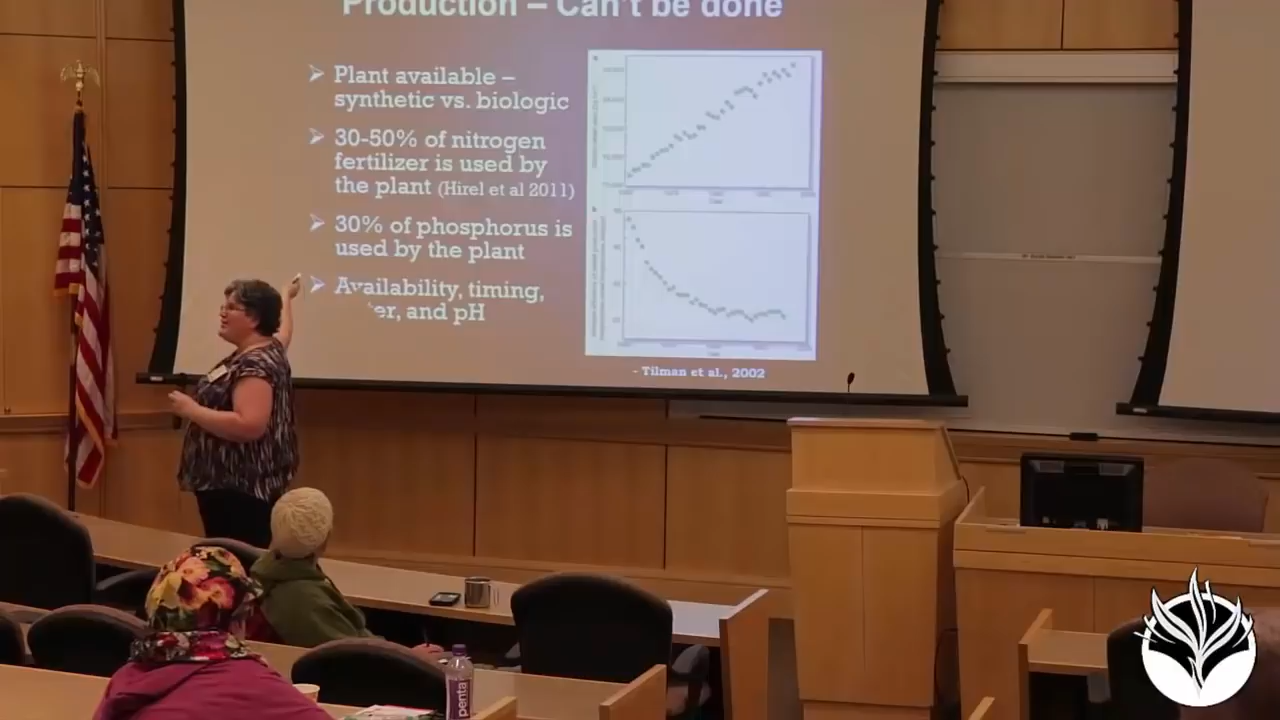 Production – Can't be done
Plant available –
synthetic vs. biologic
30-50% of nitrogen
fertilizer is used by
the plant (Hirel et al 2011)
30% of phosphorus is
used by the plant
Availability, timing,
and pH
- Tilman et al., 2002
penta